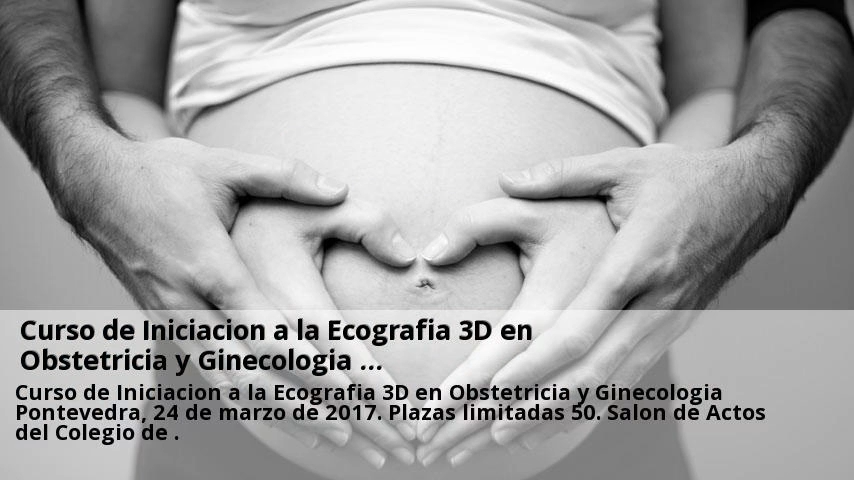 Curso de Iniciacion a la Ecografia 3D en
Obstetricia y Ginecologia ...
Curso de Iniciacion a la Ecografia 3D en Obstetricia y Ginecologia
Pontevedra, 24 de marzo de 2017. Plazas limitadas 50. Salon de Actos
del Colegio de .